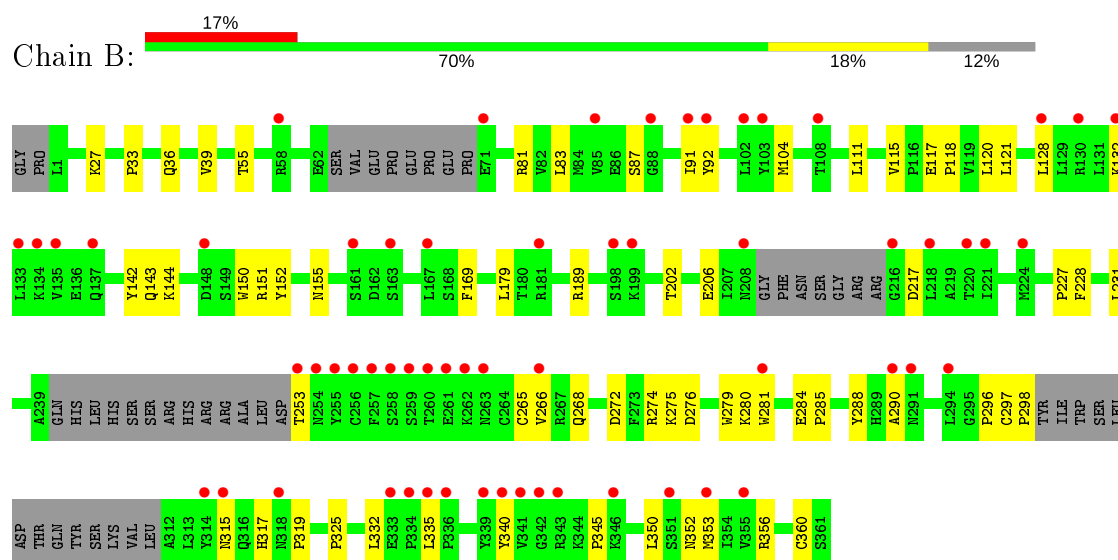 17%
Chain B:
70% 18% 12%
GLY PRO L1 K27 P33 Q36 V39 T55 R58 E62 SER VAL GLU PRO GLU PRO GLU PRO E71 R81 V82 L83 M84 V85 E86 S87 G88 I91 Y92 L102 Y103 M104 T108 L111 V115 P116 E117 P118 V119 L120 L121 L128 L129 R130 L131 K132
L133 K134 V135 E136 Q137 Y142 Q143 K144 D148 S149 W150 R151 Y152 N155 S161 D162 S163 L167 S168 F169 L179 T180 R181 R189 S198 K199 T202 E206 I207 N208 GLY PHE ASN SER GLY ARG ARG G216 D217 L218 A219 T220 I221 M224 P227 F228 L231
A239 GLN HIS LEU HIS SER SER ARG HIS ARG ARG ALA LEU ASP T253 N254 Y255 C256 F257 S258 S259 T260 E261 K262 N263 C264 C265 V266 R267 Q268 D272 F273 R274 K275 D276 W279 K280 W281 E284 P285 Y288 H289 A290 N291 L294 G295 P296 C297 P298 TYR ILE TRP SER LEU
ASP THR GLN TYR SER LYS VAL LEU A312 L313 Y314 N315 Q316 H317 N318 P319 P325 L332 E333 P334 L335 P336 Y339 Y340 V341 G342 R343 K344 P345 K346 L350 S351 N352 M353 I354 V355 R356 C360 S361